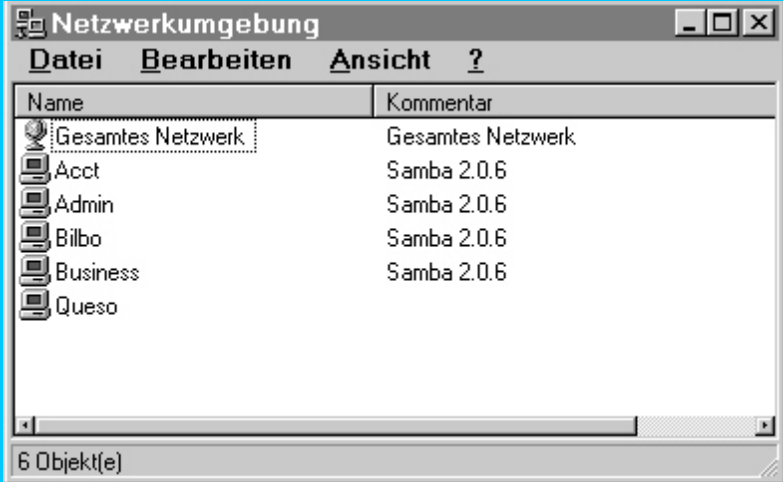 Netzwerkumgebung
Datei Bearbeiten Ansicht ?
Name Kommentar
Gesamtes Netzwerk Gesamtes Netzwerk
Acct Samba 2.0.6
Admin Samba 2.0.6
Bilbo Samba 2.0.6
Business Samba 2.0.6
Queso
6 Objekt(e)